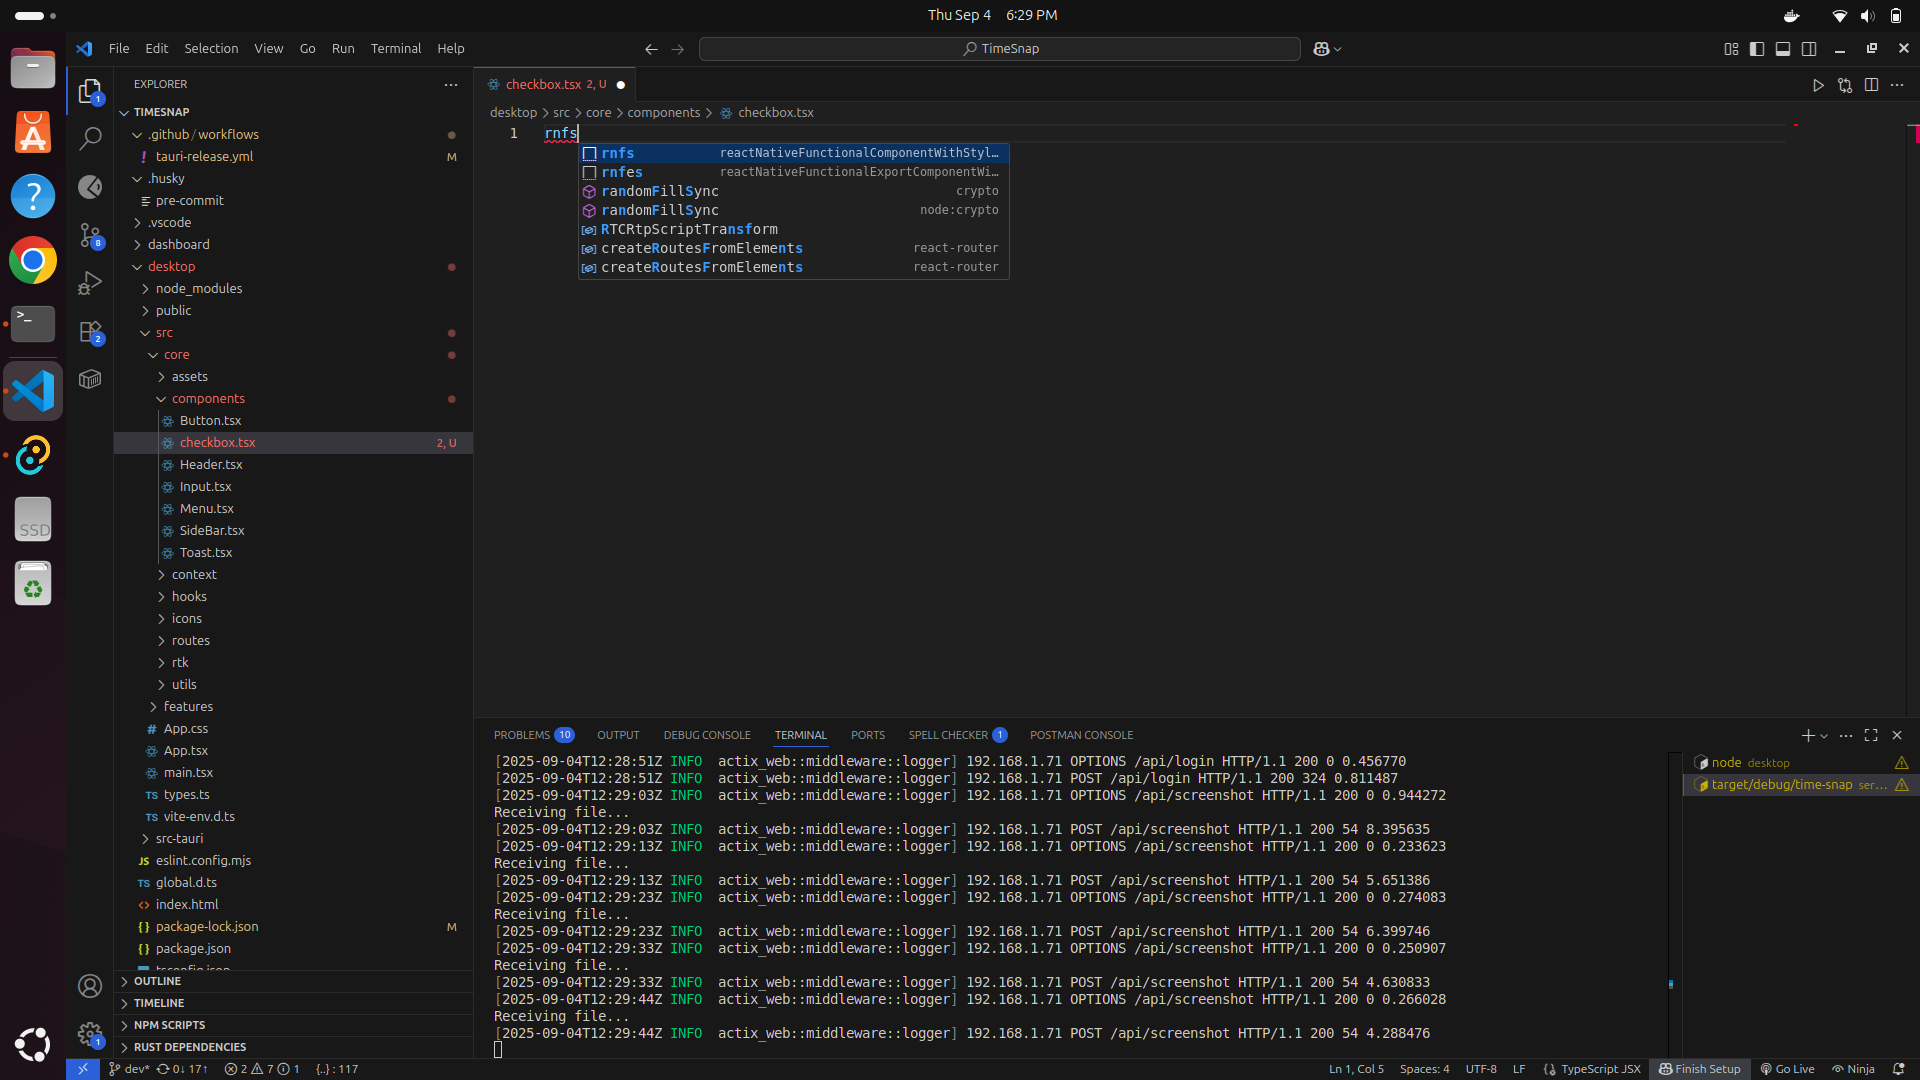 Thu Sep 4 6:29 PM
File Edit Selection View Go Run Terminal Help
TimeSnap
EXPLORER
TIMESNAP
.github/workflows
tauri-release.yml M
.husky
pre-commit
.vscode
dashboard
desktop
node_modules
public
src
core
assets
components
Button.tsx
checkbox.tsx 2, U
Header.tsx
Input.tsx
Menu.tsx
SideBar.tsx
Toast.tsx
context
hooks
icons
routes
rtk
utils
features
App.css
App.tsx
main.tsx
types.ts
vite-env.d.ts
src-tauri
eslint.config.mjs
global.d.ts
index.html
package-lock.json M
package.json
tsconfig.json
OUTLINE
TIMELINE
NPM SCRIPTS
RUST DEPENDENCIES
checkbox.tsx 2, U
desktop > src > core > components > checkbox.tsx
1 rnfs
rnfs reactNativeFunctionalComponentWithStyl…
rnfes reactNativeFunctionalExportComponentWi…
randomFillSync crypto
randomFillSync node:crypto
RTCRtpScriptTransform
createRoutesFromElements react-router
createRoutesFromElements react-router
PROBLEMS 10 OUTPUT DEBUG CONSOLE TERMINAL PORTS SPELL CHECKER 1 POSTMAN CONSOLE
[2025-09-04T12:28:51Z INFO actix_web::middleware::logger] 192.168.1.71 OPTIONS /api/login HTTP/1.1 200 0 0.456770
[2025-09-04T12:28:51Z INFO actix_web::middleware::logger] 192.168.1.71 POST /api/login HTTP/1.1 200 324 0.811487
[2025-09-04T12:29:03Z INFO actix_web::middleware::logger] 192.168.1.71 OPTIONS /api/screenshot HTTP/1.1 200 0 0.944272
Receiving file...
[2025-09-04T12:29:03Z INFO actix_web::middleware::logger] 192.168.1.71 POST /api/screenshot HTTP/1.1 200 54 8.395635
[2025-09-04T12:29:13Z INFO actix_web::middleware::logger] 192.168.1.71 OPTIONS /api/screenshot HTTP/1.1 200 0 0.233623
Receiving file...
[2025-09-04T12:29:13Z INFO actix_web::middleware::logger] 192.168.1.71 POST /api/screenshot HTTP/1.1 200 54 5.651386
[2025-09-04T12:29:23Z INFO actix_web::middleware::logger] 192.168.1.71 OPTIONS /api/screenshot HTTP/1.1 200 0 0.274083
Receiving file...
[2025-09-04T12:29:23Z INFO actix_web::middleware::logger] 192.168.1.71 POST /api/screenshot HTTP/1.1 200 54 6.399746
[2025-09-04T12:29:33Z INFO actix_web::middleware::logger] 192.168.1.71 OPTIONS /api/screenshot HTTP/1.1 200 0 0.250907
Receiving file...
[2025-09-04T12:29:33Z INFO actix_web::middleware::logger] 192.168.1.71 POST /api/screenshot HTTP/1.1 200 54 4.630833
[2025-09-04T12:29:44Z INFO actix_web::middleware::logger] 192.168.1.71 OPTIONS /api/screenshot HTTP/1.1 200 0 0.266028
Receiving file...
[2025-09-04T12:29:44Z INFO actix_web::middleware::logger] 192.168.1.71 POST /api/screenshot HTTP/1.1 200 54 4.288476
node desktop
target/debug/time-snap ser…
SSD
dev* 0↓ 17↑ 2 7 1 {..} : 117
Ln 1, Col 5 Spaces: 4 UTF-8 LF TypeScript JSX Finish Setup Go Live Ninja